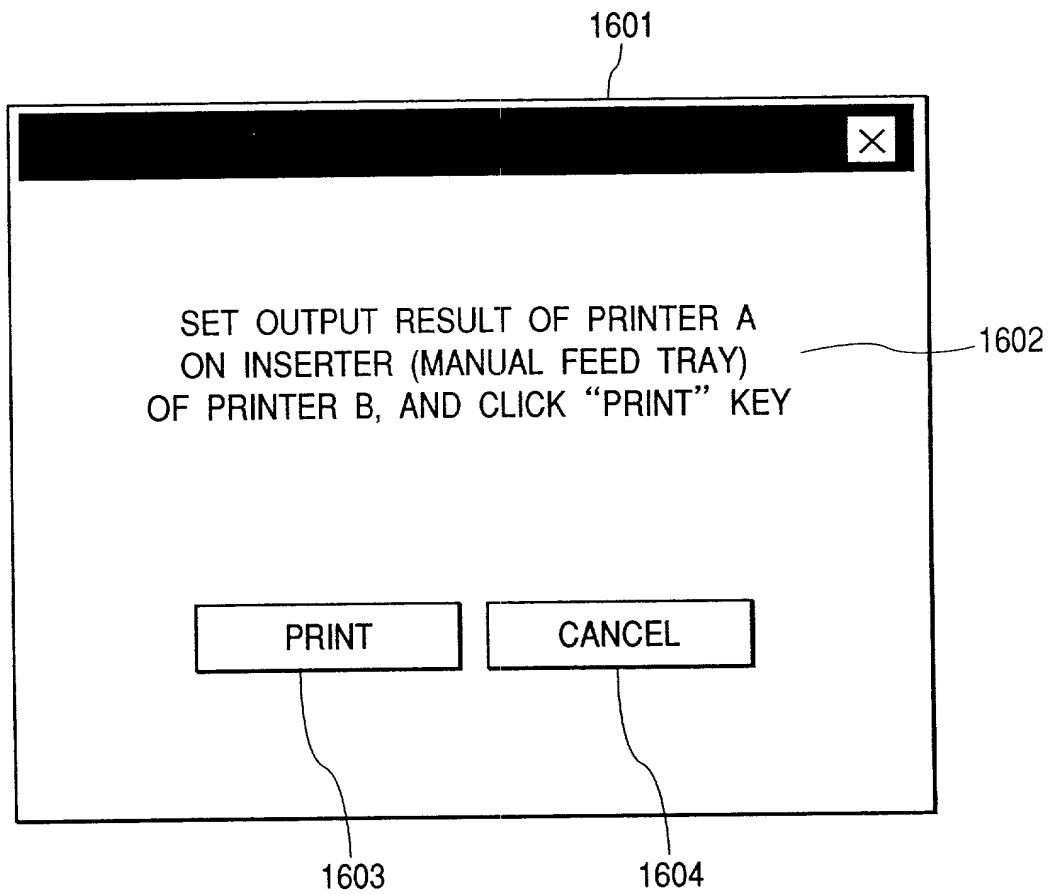 1601
SET OUTPUT RESULT OF PRINTER A
ON INSERTER (MANUAL FEED TRAY)
OF PRINTER B, AND CLICK “PRINT” KEY
1602
PRINT
CANCEL
1603
1604